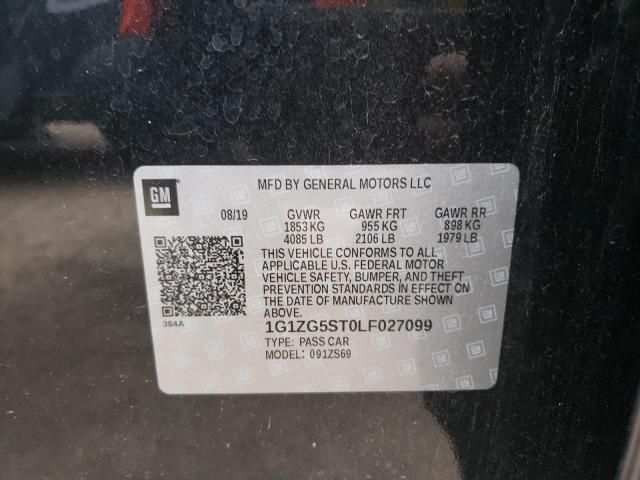 GM
MFD BY GENERAL MOTORS LLC
08/19 GVWR GAWR FRT GAWR RR
1853 KG 955 KG 898 KG
4085 LB 2106 LB 1979 LB
THIS VEHICLE CONFORMS TO ALL
APPLICABLE U.S. FEDERAL MOTOR
VEHICLE SAFETY, BUMPER, AND THEFT
PREVENTION STANDARDS IN EFFECT ON
THE DATE OF MANUFACTURE SHOWN
ABOVE.
384A
1G1ZG5ST0LF027099
TYPE: PASS CAR
MODEL: 091ZS69